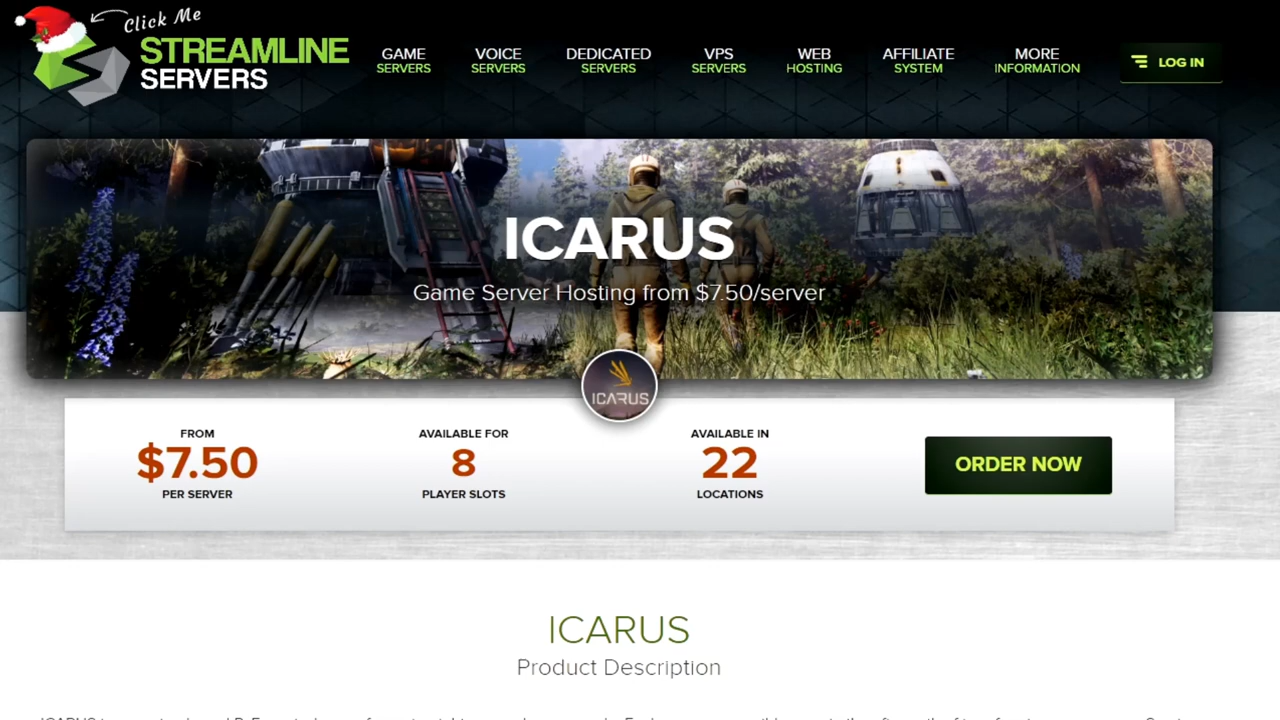 Click Me
STREAMLINE
SERVERS
GAME
SERVERS
VOICE
SERVERS
DEDICATED
SERVERS
VPS
SERVERS
WEB
HOSTING
AFFILIATE
SYSTEM
MORE
INFORMATION
LOG IN
ICARUS
Game Server Hosting from $7.50/server
ICARUS
FROM
$7.50
PER SERVER
AVAILABLE FOR
8
PLAYER SLOTS
AVAILABLE IN
22
LOCATIONS
ORDER NOW
ICARUS
Product Description